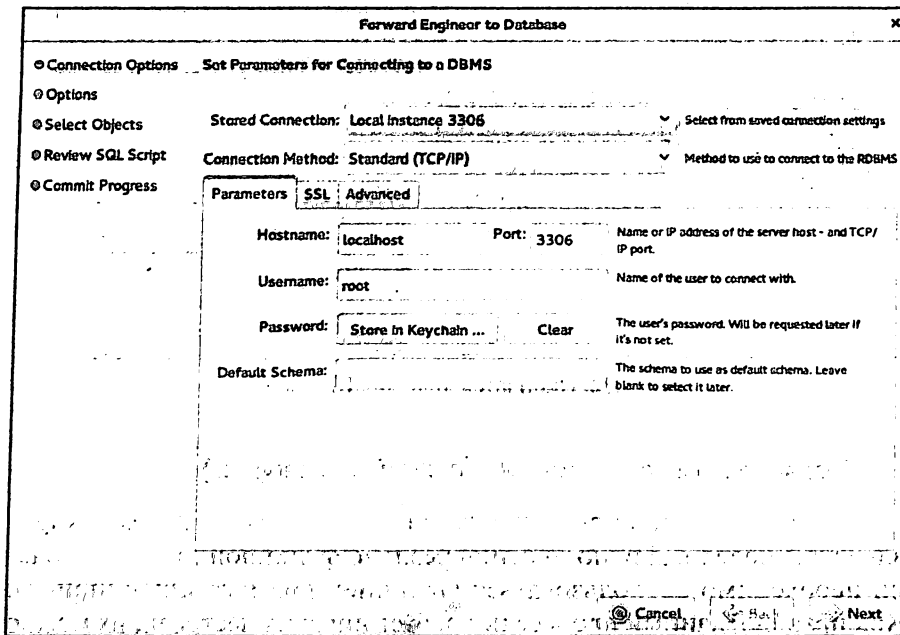 Forward Engineer to Database x
Connection Options
Options
Select Objects
Review SQL Script
Commit Progress
Set Parameters for Connecting to a DBMS
Stored Connection: Local Instance 3306 Select from saved connection settings
Connection Method: Standard (TCP/IP) Method to use to connect to the RDBMS
Parameters SSL Advanced
Hostname: localhost Port: 3306 Name or IP address of the server host - and TCP/
IP port.
Username: root Name of the user to connect with.
Password: Store in Keychain ... Clear The user's password. Will be requested later if
it's not set.
Default Schema: The schema to use as default schema. Leave
blank to select it later.
Cancel Back Next